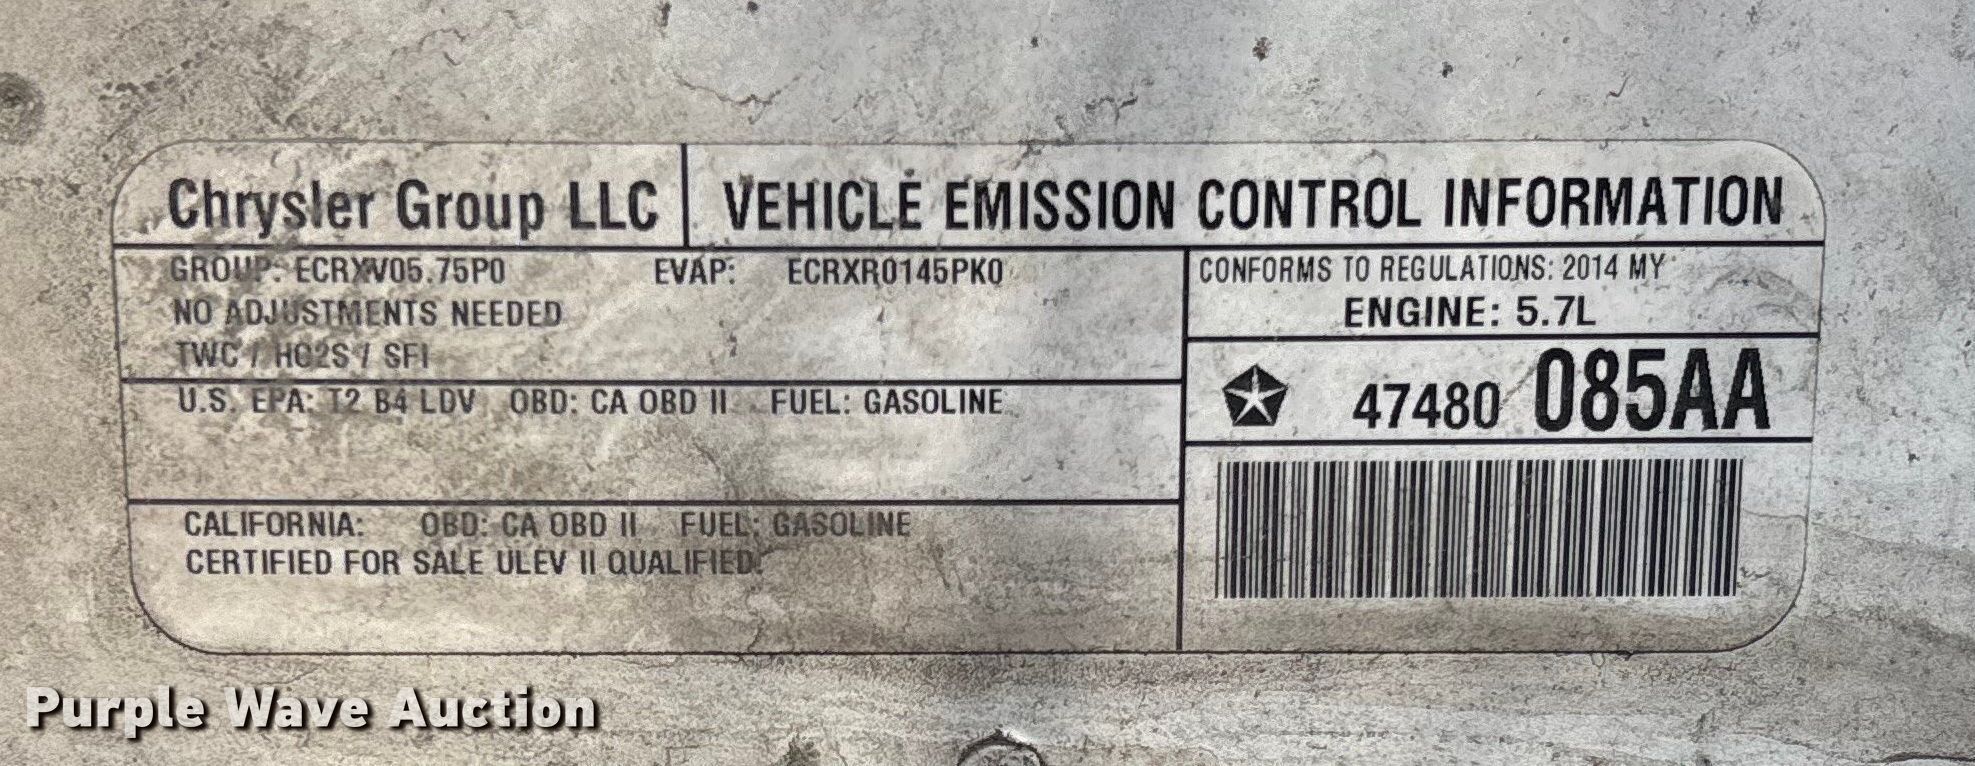 Chrysler Group LLC VEHICLE EMISSION CONTROL INFORMATION
GROUP: ECRXV05.75P0 EVAP: ECRXR0145PK0
NO ADJUSTMENTS NEEDED
TWC / HO2S / SFI
CONFORMS TO REGULATIONS: 2014 MY
ENGINE: 5.7L
U.S. EPA: T2 B4 LDV OBD: CA OBD II FUEL: GASOLINE
47480 085AA
CALIFORNIA: OBD: CA OBD II FUEL: GASOLINE
CERTIFIED FOR SALE ULEV II QUALIFIED.
Purple Wave Auction